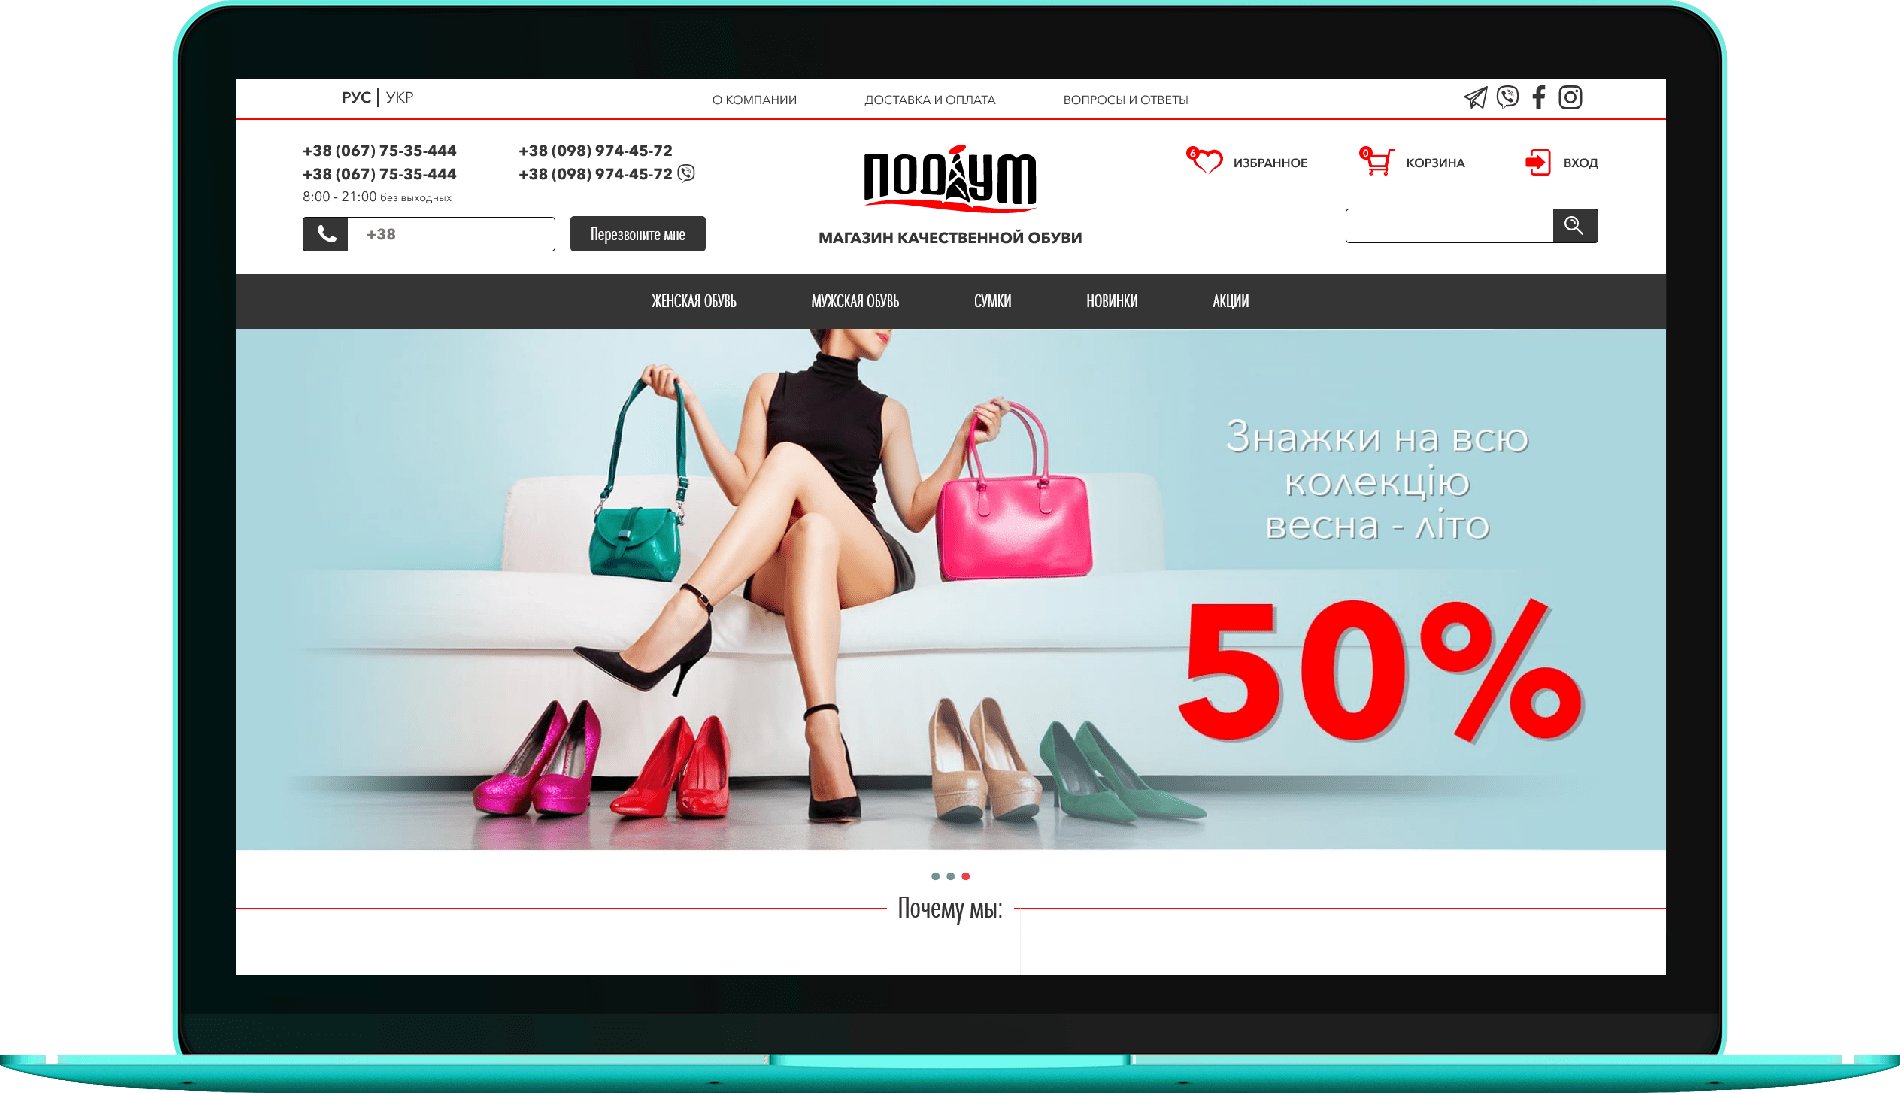 РУС | УКР
О КОМПАНИИ
ДОСТАВКА И ОПЛАТА
ВОПРОСЫ И ОТВЕТЫ
+38 (067) 75-35-444
+38 (098) 974-45-72
+38 (067) 75-35-444
+38 (098) 974-45-72
8:00 - 21:00 без выходных
+38
Перезвоните мне
ПОДІУМ
МАГАЗИН КАЧЕСТВЕННОЙ ОБУВИ
6
ИЗБРАННОЕ
0
КОРЗИНА
ВХОД
ЖЕНСКАЯ ОБУВЬ
МУЖСКАЯ ОБУВЬ
СУМКИ
НОВИНКИ
АКЦИИ
Знажки на всю
колекцію
весна - літо
50%
Почему мы: